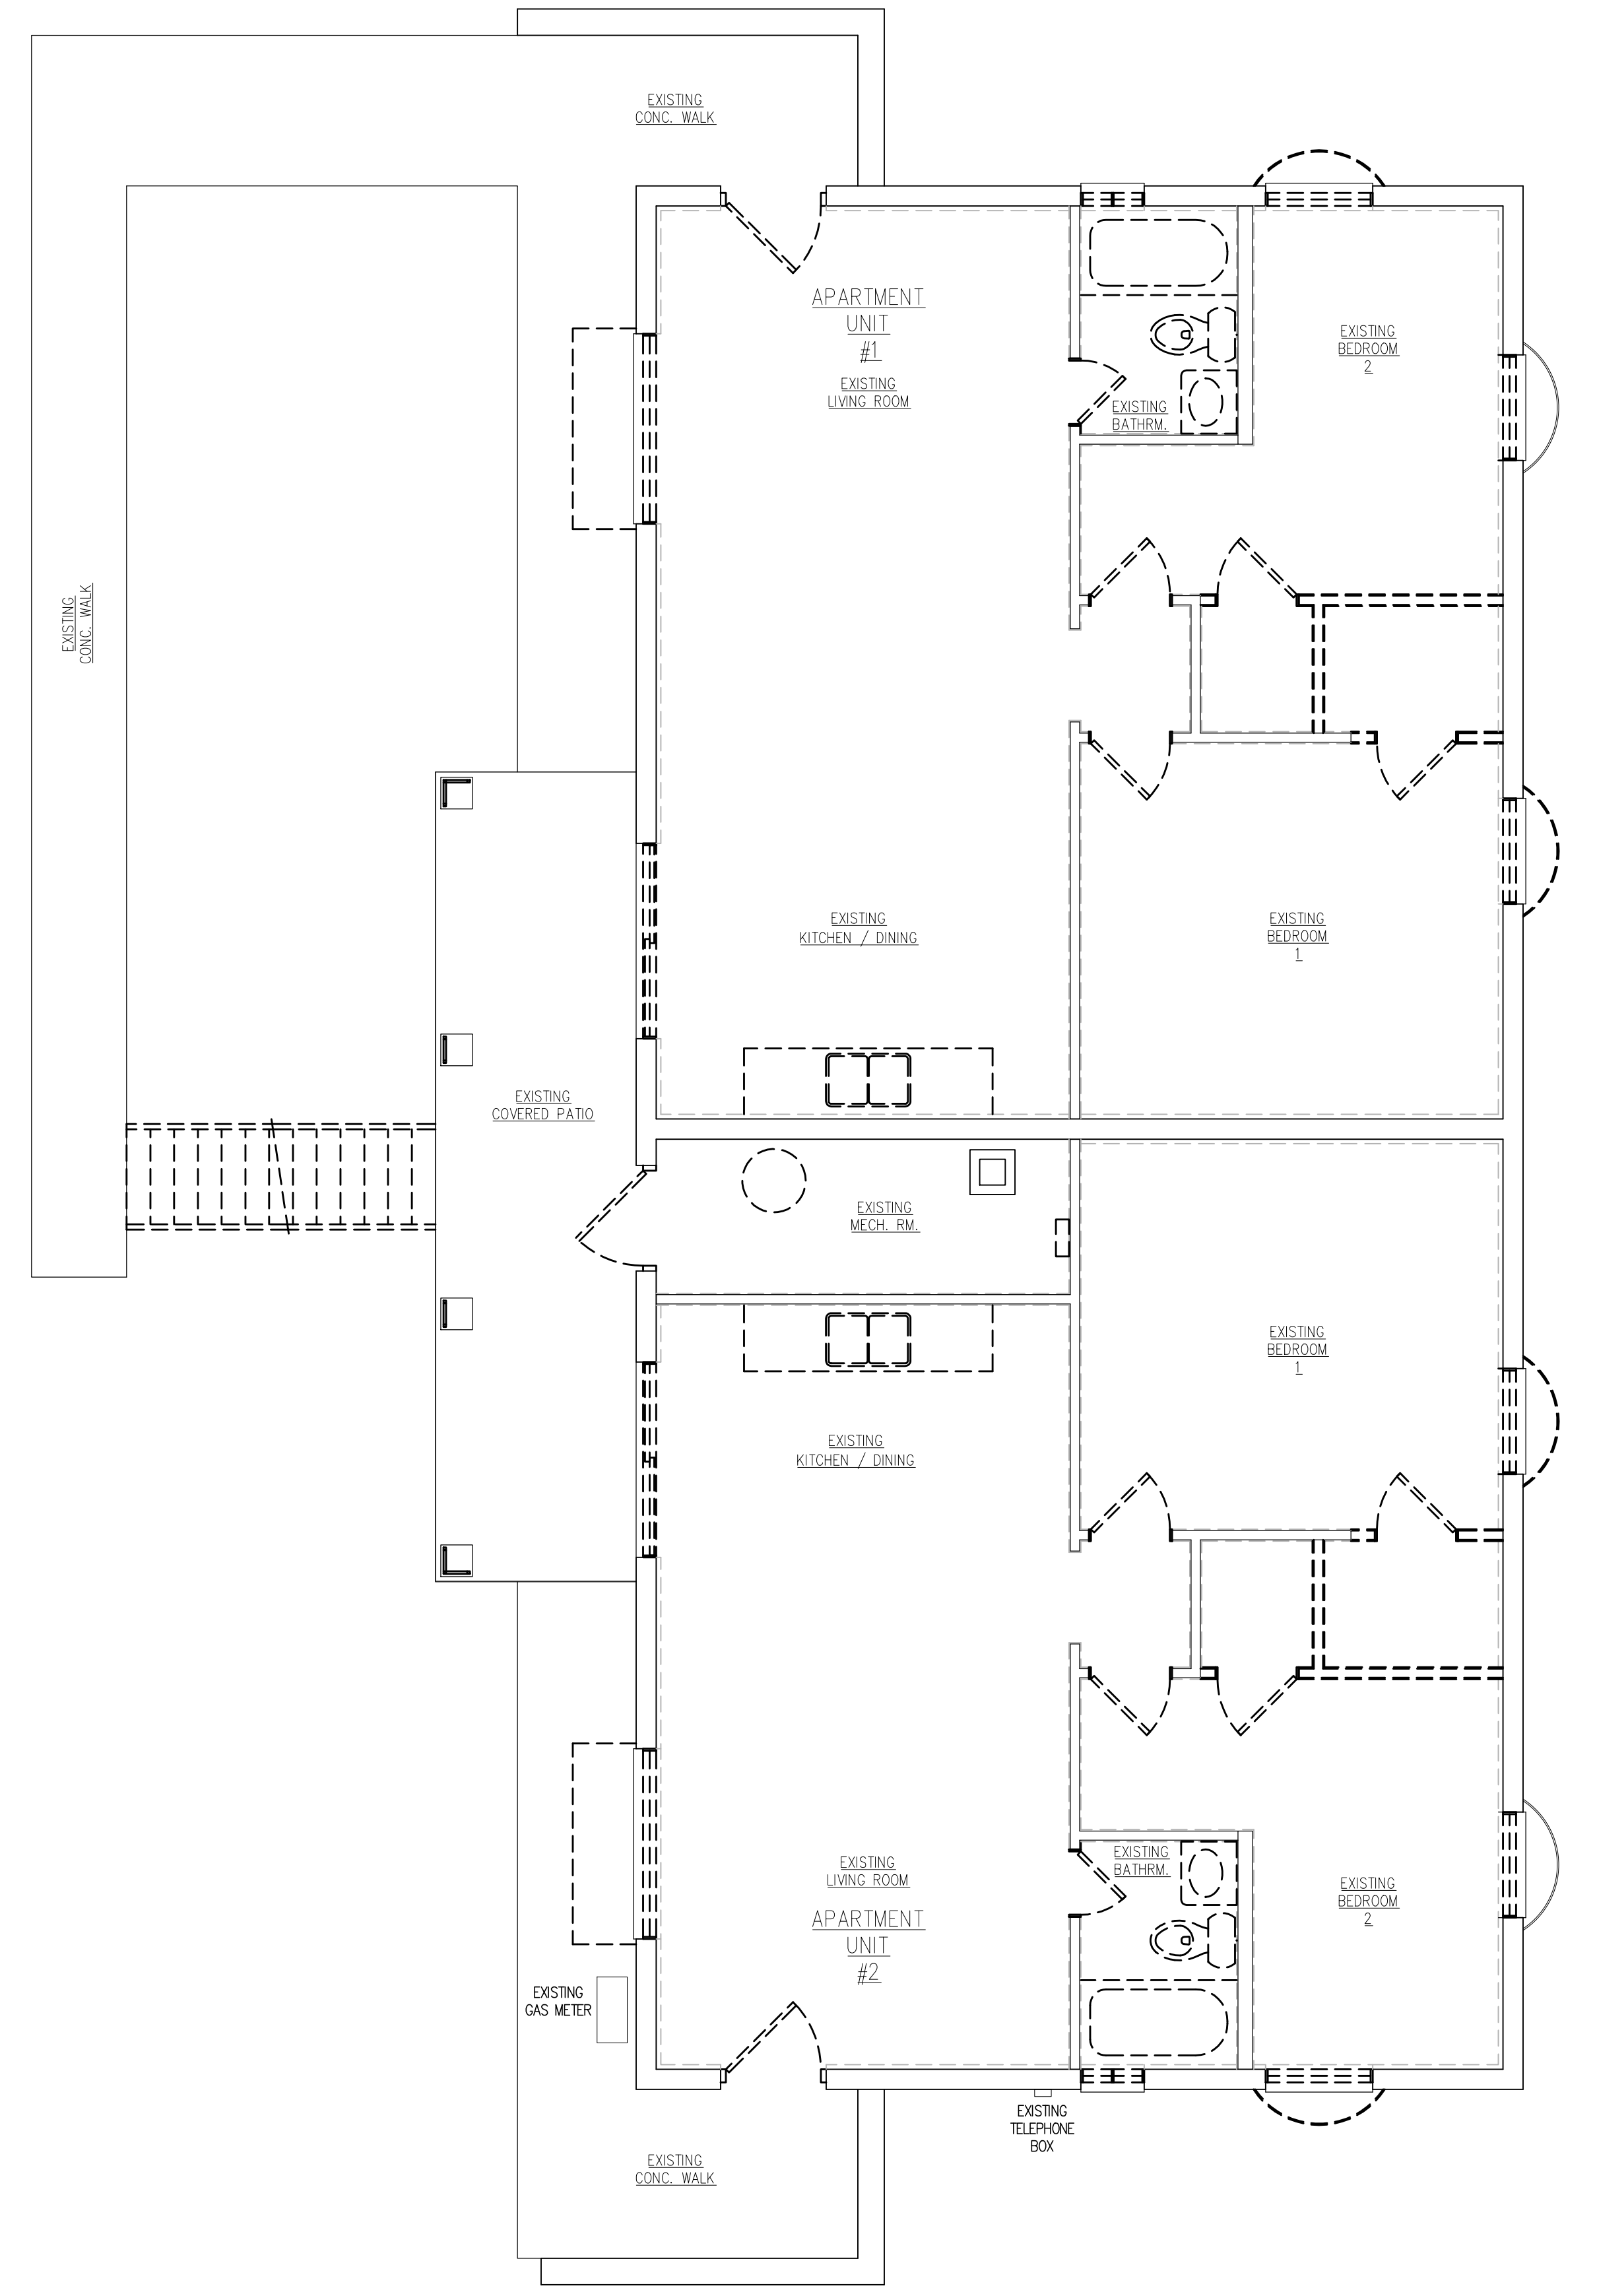 EXISTING
CONC. WALK
APARTMENT
UNIT
#1
EXISTING
LIVING ROOM
EXISTING
BATHRM.
EXISTING
BEDROOM
2
EXISTING
CONC. WALK
EXISTING
KITCHEN / DINING
EXISTING
BEDROOM
1
EXISTING
COVERED PATIO
EXISTING
MECH. RM.
EXISTING
BEDROOM
1
EXISTING
KITCHEN / DINING
EXISTING
LIVING ROOM
APARTMENT
UNIT
#2
EXISTING
BATHRM.
EXISTING
BEDROOM
2
EXISTING
GAS METER
EXISTING
TELEPHONE
BOX
EXISTING
CONC. WALK